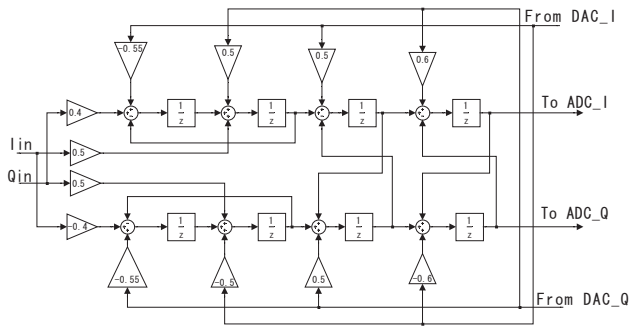 From DAC_I
-0.55 0.5 0.5 0.6
0.4 1/z 1/z 1/z 1/z To ADC_I
Iin 0.5
Qin 0.5
-0.4 1/z 1/z 1/z 1/z To ADC_Q
-0.55 -0.5 0.5 -0.6
From DAC_Q